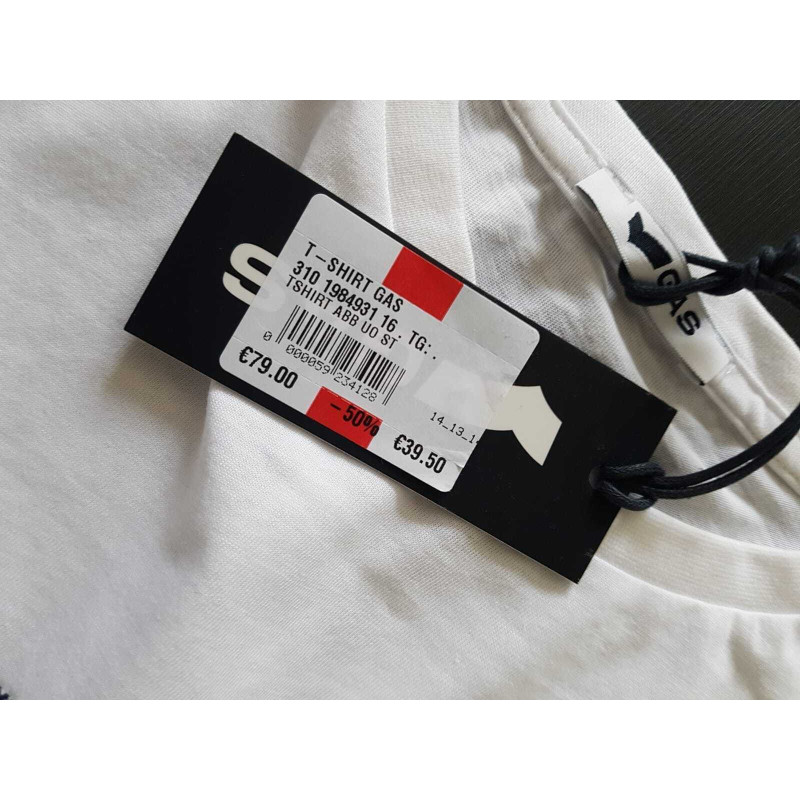 T-SHIRT GAS
310 1984931 16 TG:.
TSHIRT ABB UO ST
0 000059 234128
€79.00
14_13_1
-50%
€39.50
S
GAS